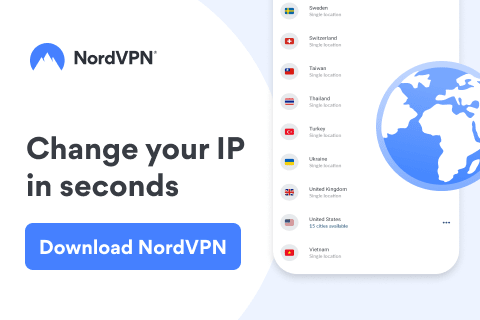 NordVPN®
Change your IP
in seconds
Download NordVPN
Sweden
Single location
Switzerland
Single location
Taiwan
Single location
Thailand
Single location
Turkey
Single location
Ukraine
Single location
United Kingdom
Single location
United States
15 cities available
Vietnam
Single location